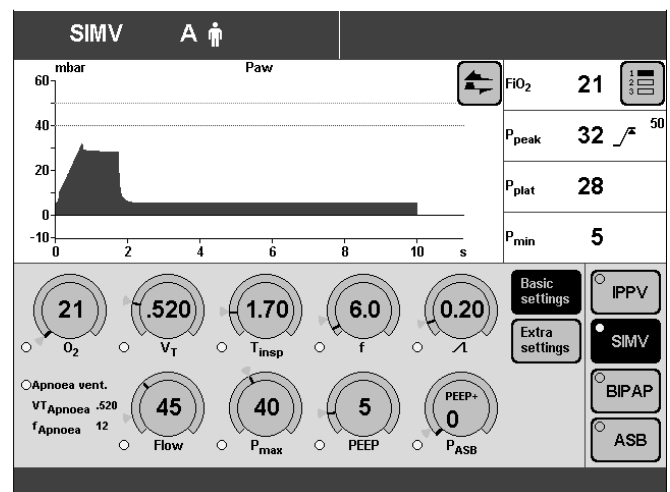 SIMV A
mbar Paw
60
40
20
0
-10
0 2 4 6 8 10 s
FiO2 21
1
2
3
Ppeak 32 50
Pplat 28
Pmin 5
21 .520 1.70 6.0 0.20
O2 VT Tinsp f
Basic
settings
Extra
settings
IPPV
SIMV
BIPAP
ASB
Apnoea vent.
VTApnoea .520
fApnoea 12
45 40 5 PEEP+
0
Flow Pmax PEEP PASB